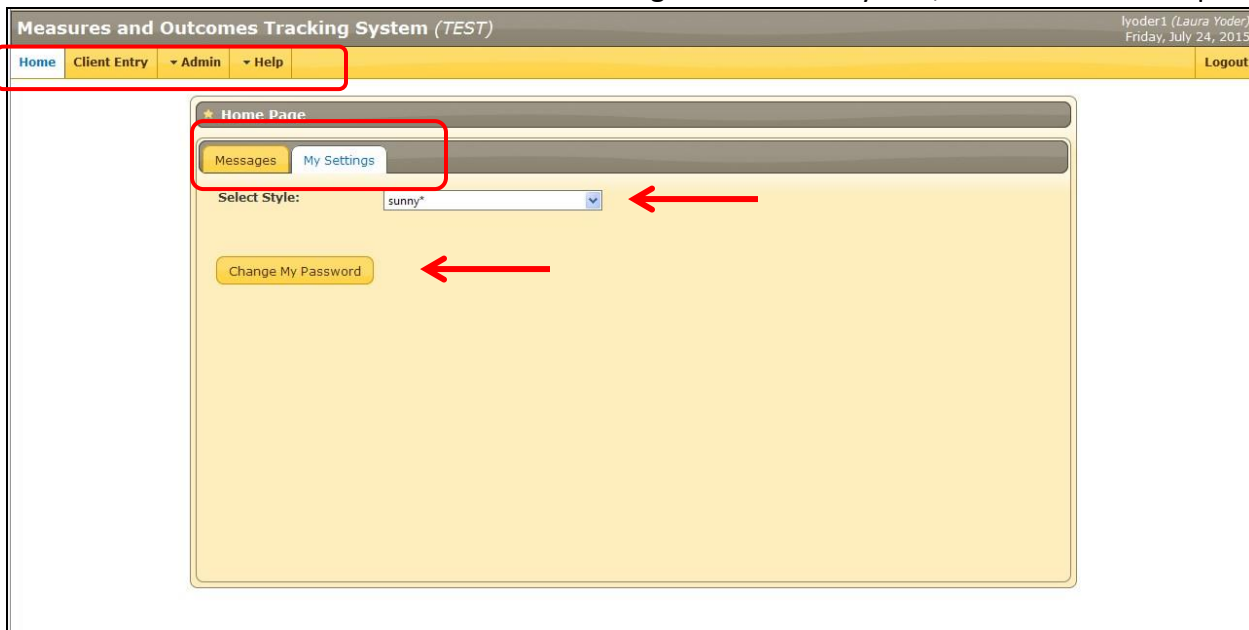 Measures and Outcomes Tracking System (TEST)
lyoder1 (Laura Yoder)
Friday, July 24, 2015
Home Client Entry Admin Help Logout
Home Page
Messages My Settings
Select Style: sunny*
Change My Password